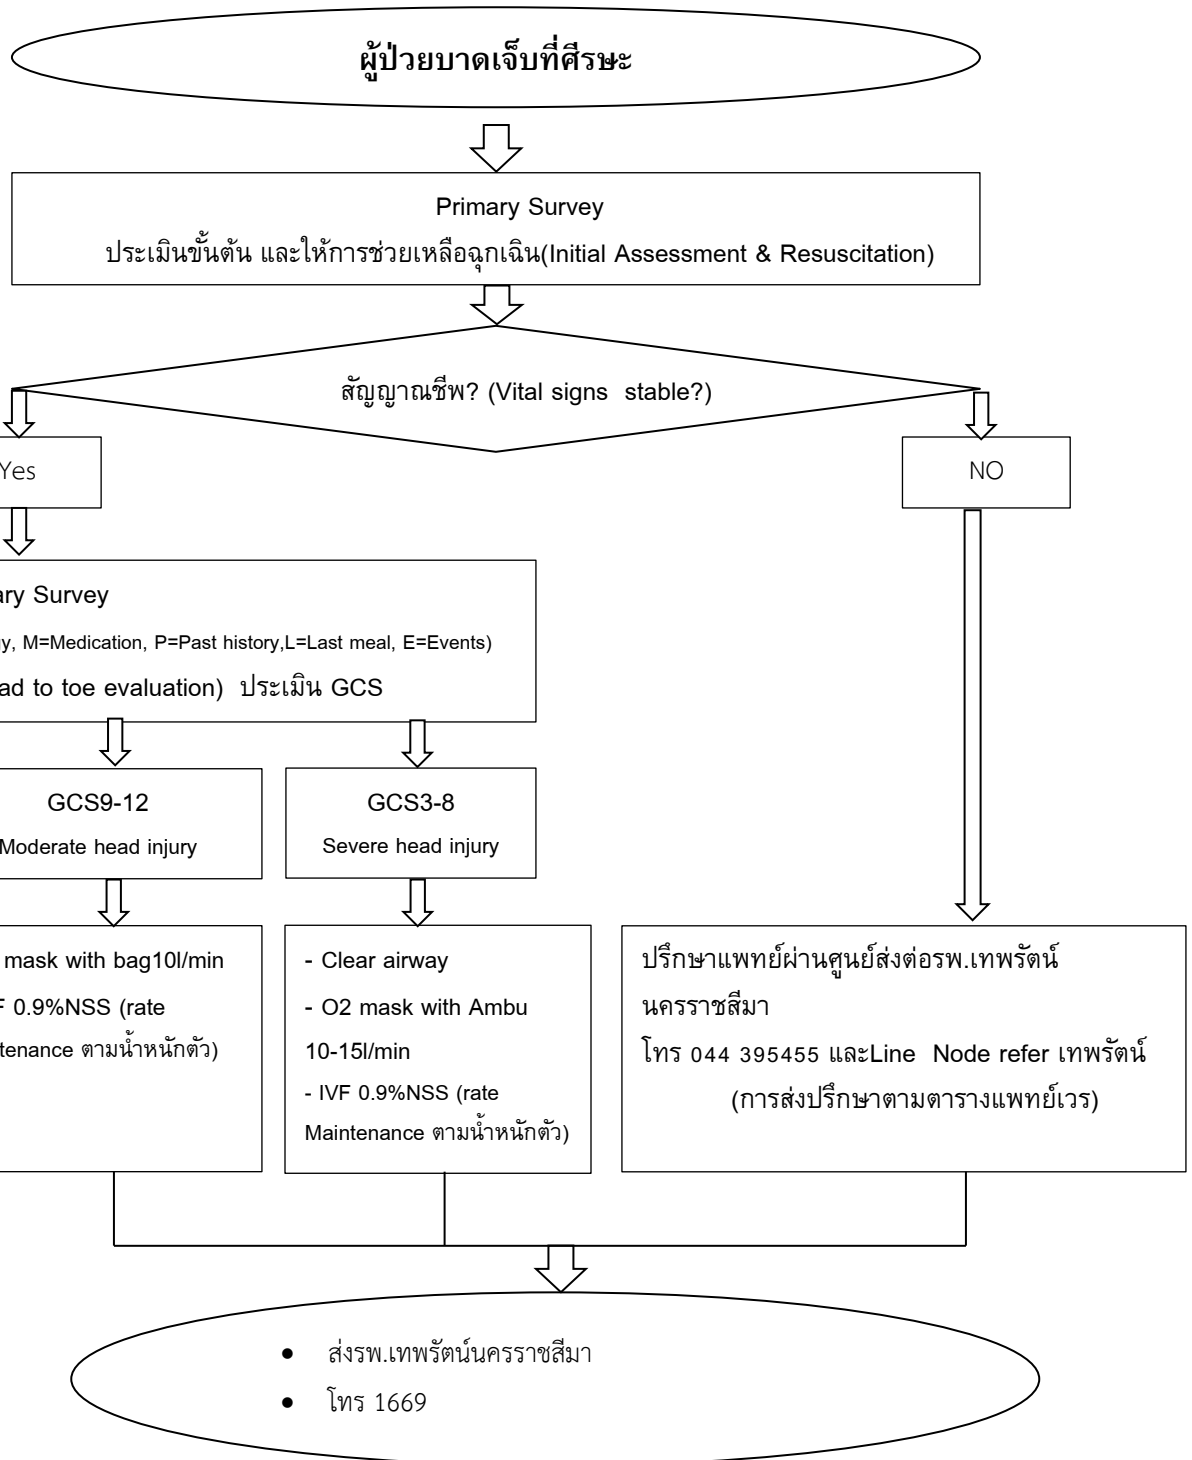 ผู้ป่วยบาดเจ็บที่ศีรษะ
Primary Survey
ประเมินขั้นต้น และให้การช่วยเหลือฉุกเฉิน(Initial Assessment & Resuscitation)
สัญญาณชีพ? (Vital signs stable?)
Yes
NO
ary Survey
y, M=Medication, P=Past history,L=Last meal, E=Events)
ad to toe evaluation) ประเมิน GCS
GCS9-12
Moderate head injury
GCS3-8
Severe head injury
mask with bag10l/min
F 0.9%NSS (rate
tenance ตามน้ำหนักตัว)
- Clear airway
- O2 mask with Ambu
10-15l/min
- IVF 0.9%NSS (rate
Maintenance ตามน้ำหนักตัว)
ปรึกษาแพทย์ผ่านศูนย์ส่งต่อรพ.เทพรัตน์
นครราชสีมา
โทร 044 395455 และLine Node refer เทพรัตน์
(การส่งปรึกษาตามตารางแพทย์เวร)
• ส่งรพ.เทพรัตน์นครราชสีมา
• โทร 1669